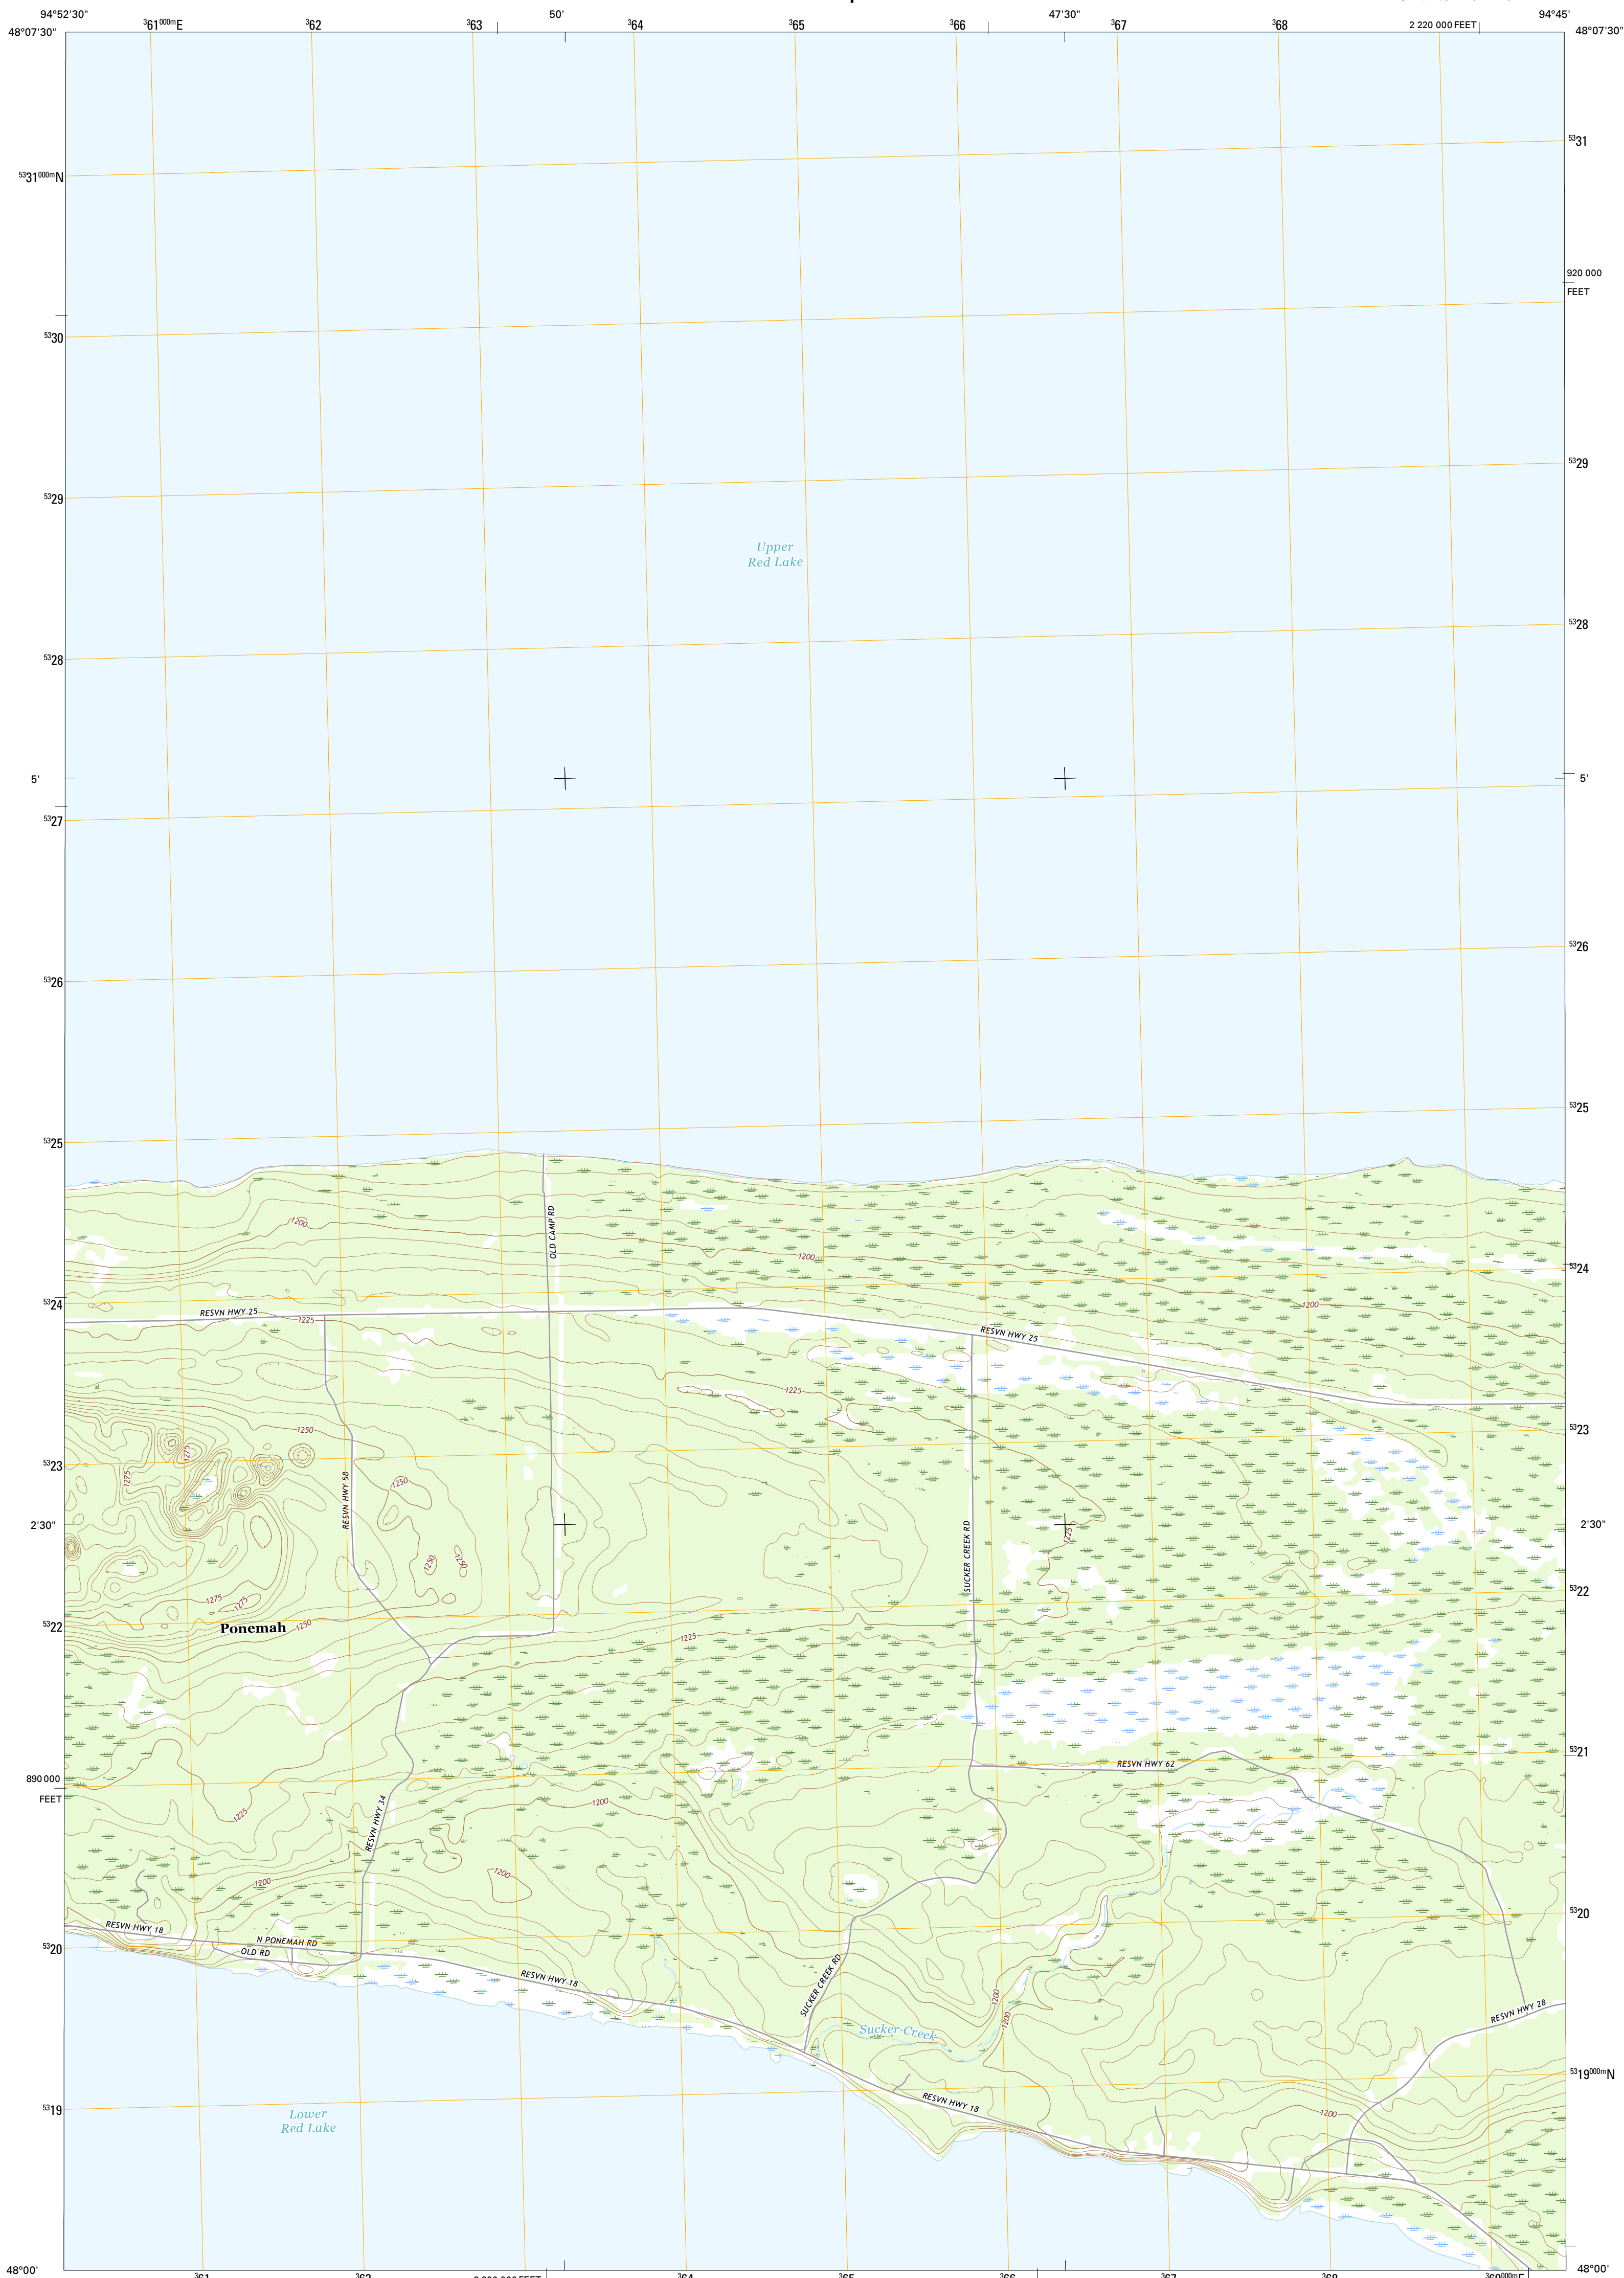 94°52'30" ³61⁰⁰⁰ᵐE ³62 ³63 50' ³64 ³65 ³66 47'30" ³67 ³68 2 220 000 FEET 94°45'
48°07'30" 48°07'30"
⁵³31
⁵³31⁰⁰⁰ᵐN
920 000
FEET
⁵³30
⁵³29
⁵³29
Upper
Red Lake
⁵³28
⁵³28
5' 5'
⁵³27
⁵³26
⁵³26
⁵³25
⁵³25
OLD CAMP RD
1200
1200
⁵³24
⁵³24
1200
RESVN HWY 25
1225
RESVN HWY 25
1225
⁵³23
1250
1275
1275
⁵³23
1250
RESVN HWY 58
2'30" 2'30"
1225
SUCKER CREEK RD
1250
1250
⁵³22
1275
1275
⁵³22
Ponemah
1250
1225
⁵³21
RESVN HWY 62
890 000
FEET
1200
1225
RESVN HWY 34
1200
1200
⁵³20
RESVN HWY 18
N PONEMAH RD
OLD RD
⁵³20
RESVN HWY 18
SUCKER CREEK RD
1200
1200
RESVN HWY 28
Sucker Creek
⁵³19⁰⁰⁰ᵐN
RESVN HWY 18
⁵³19
1200
Lower
Red Lake
48°00' 48°00'